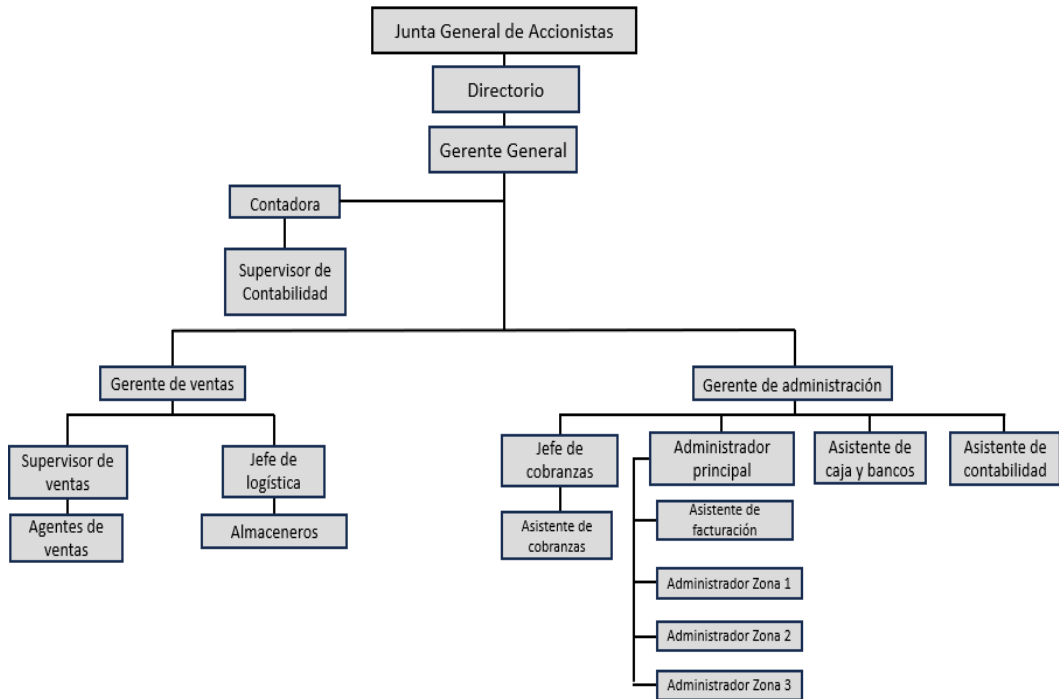 Junta General de Accionistas
Directorio
Gerente General
Contadora
Supervisor de
Contabilidad
Gerente de ventas
Gerente de administración
Supervisor de
ventas
Jefe de
logística
Jefe de
cobranzas
Administrador
principal
Asistente de
caja y bancos
Asistente de
contabilidad
Agentes de
ventas
Almaceneros
Asistente de
cobranzas
Asistente de
facturación
Administrador Zona 1
Administrador Zona 2
Administrador Zona 3